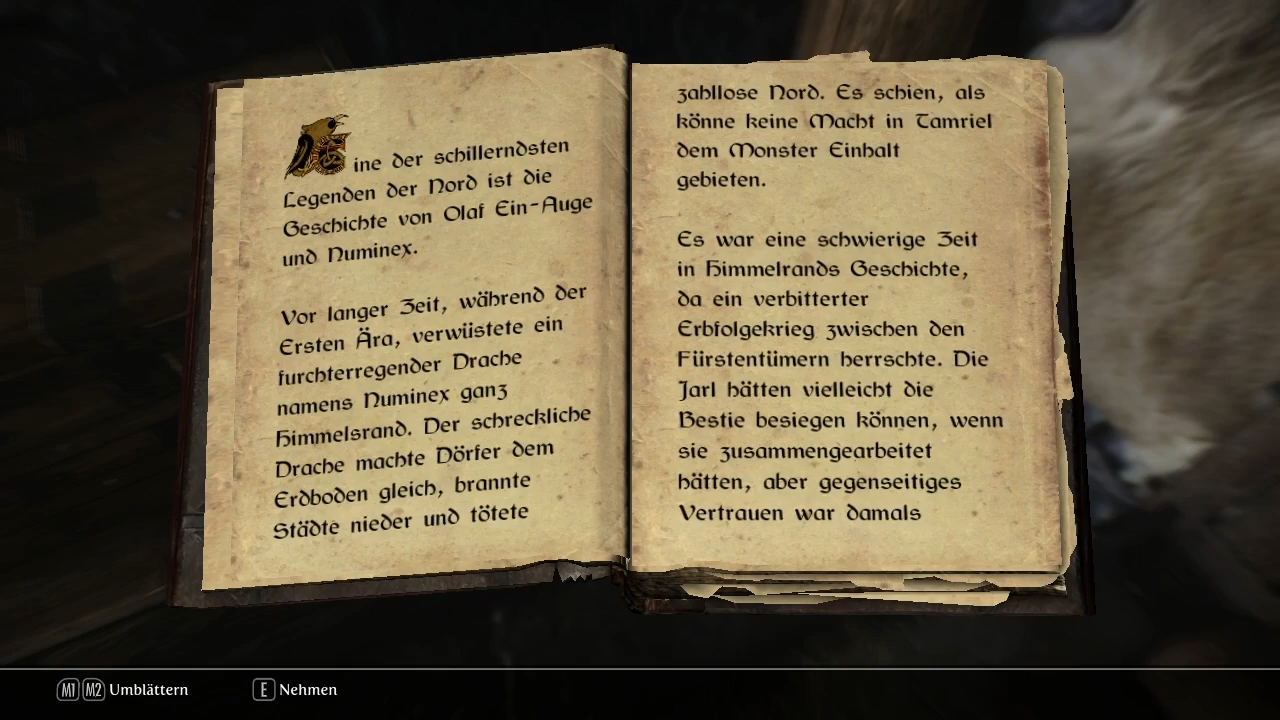 Eine der schillerndsten
Legenden der Nord ist die
Geschichte von Olaf Ein-Auge
und Numinex.
Vor langer Zeit, während der
Ersten Ära, verwüstete ein
furchterregender Drache
namens Numinex ganz
Himmelsrand. Der schreckliche
Drache machte Dörfer dem
Erdboden gleich, brannte
Städte nieder und tötete
zahllose Nord. Es schien, als
könne keine Macht in Tamriel
dem Monster Einhalt
gebieten.
Es war eine schwierige Zeit
in Himmelrands Geschichte,
da ein verbitterter
Erbfolgekrieg zwischen den
Fürstentümern herrschte. Die
Jarl hätten vielleicht die
Bestie besiegen können, wenn
sie zusammengearbeitet
hätten, aber gegenseitiges
Vertrauen war damals
M1 M2 Umblättern
E Nehmen